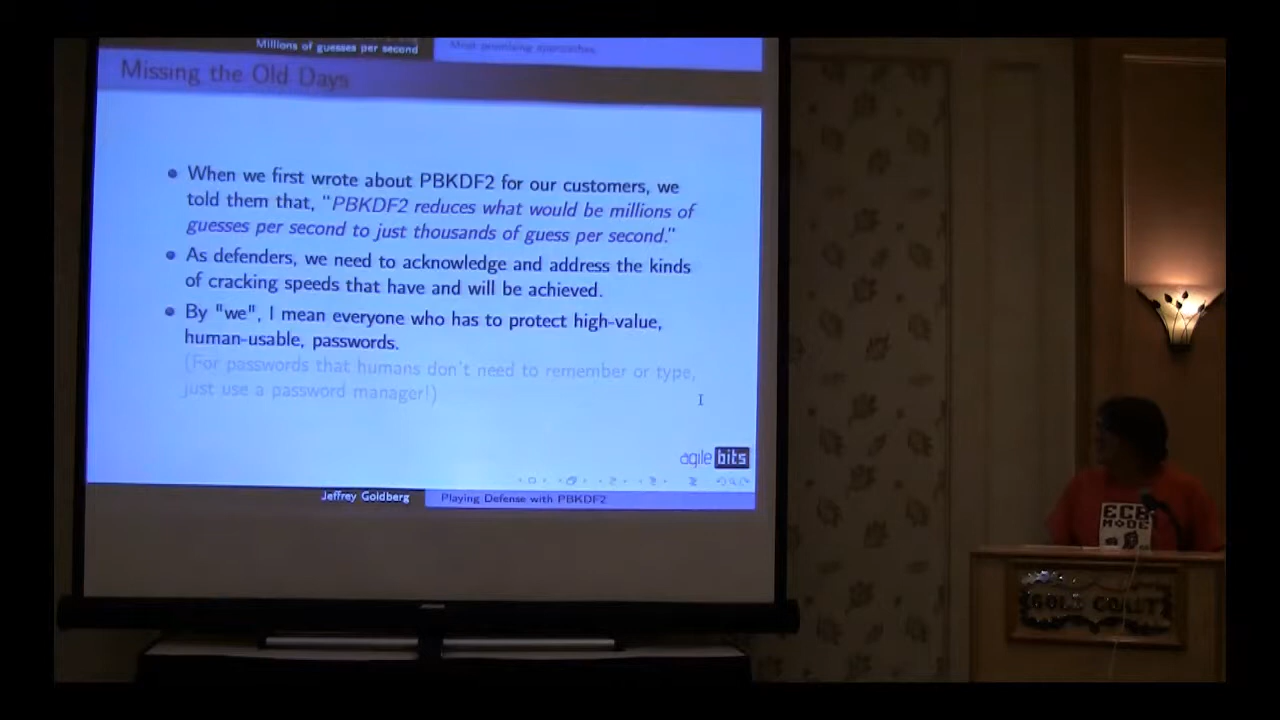 Millions of guesses per second
Most promising approaches
Missing the Old Days
When we first wrote about PBKDF2 for our customers, we
told them that, "PBKDF2 reduces what would be millions of
guesses per second to just thousands of guess per second."
As defenders, we need to acknowledge and address the kinds
of cracking speeds that have and will be achieved.
By "we", I mean everyone who has to protect high-value,
human-usable, passwords.
(For passwords that humans don't need to remember or type,
just use a password manager!)
agile bits
Jeffrey Goldberg
Playing Defense with PBKDF2
ECB
MODE
GOLD COAST